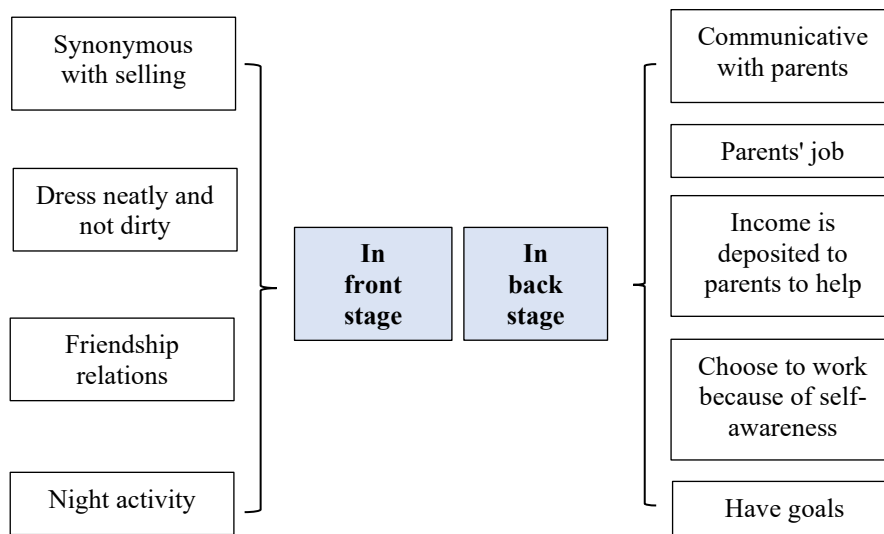 Synonymous
with selling
Dress neatly and
not dirty
Friendship
relations
Night activity
In
front
stage
In
back
stage
Communicative
with parents
Parents' job
Income is
deposited to
parents to help
Choose to work
because of self-
awareness
Have goals